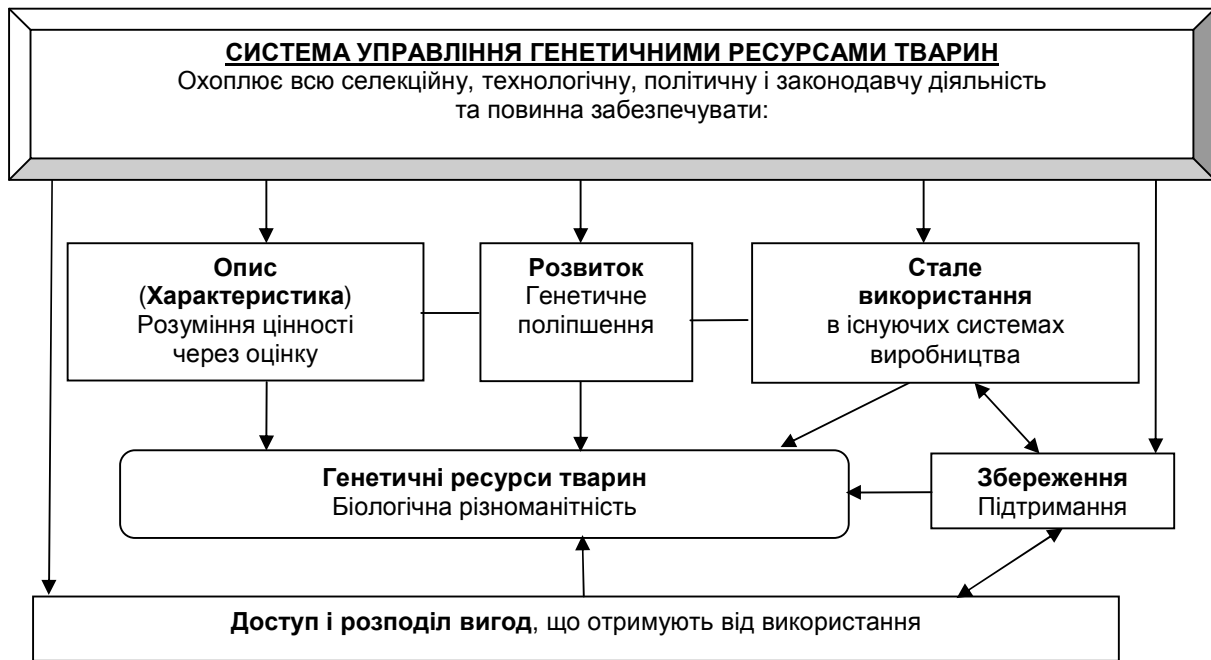 СИСТЕМА УПРАВЛІННЯ ГЕНЕТИЧНИМИ РЕСУРСАМИ ТВАРИН
Охоплює всю селекційну, технологічну, політичну і законодавчу діяльність
та повинна забезпечувати:
Опис
(Характеристика)
Розуміння цінності
через оцінку
Розвиток
Генетичне
поліпшення
Стале
використання
в існуючих системах
виробництва
Генетичні ресурси тварин
Біологічна різноманітність
Збереження
Підтримання
Доступ і розподіл вигод, що отримують від використання